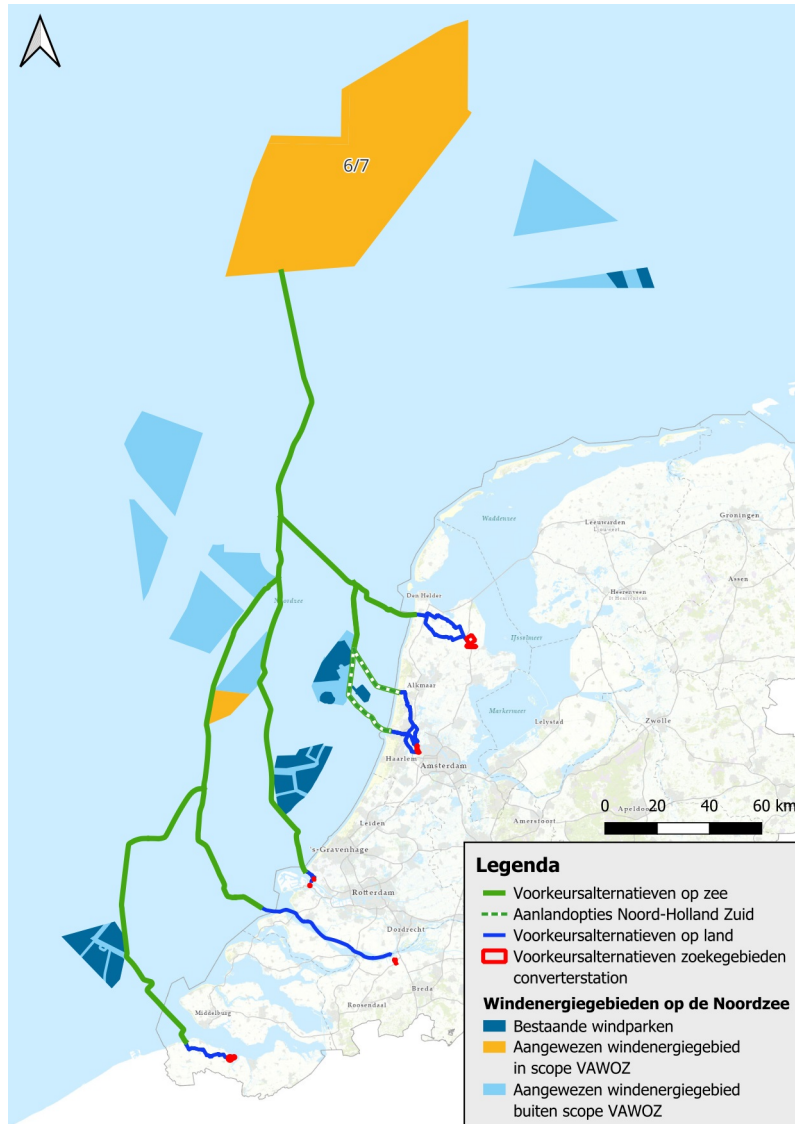 6/7
Waddenzee
Groningen
Leeuwarden
Assen
Noordzee
Den Helder
Heerenveen
IJsselmeer
Alkmaar
Markermeer
Lelystad
Zwolle
Haarlem
Amsterdam
0 20 40 60 km
Apeldoorn
Amersfoort
Leiden
's-Gravenhage
Rotterdam
Dordrecht
Breda
Roosendaal
Middelburg
Legenda
Voorkeursalternatieven op zee
Aanlandopties Noord-Holland Zuid
Voorkeursalternatieven op land
Voorkeursalternatieven zoekegebieden
converterstation
Windenergiegebieden op de Noordzee
Bestaande windparken
Aangewezen windenergiegebied
in scope VAWOZ
Aangewezen windenergiegebied
buiten scope VAWOZ